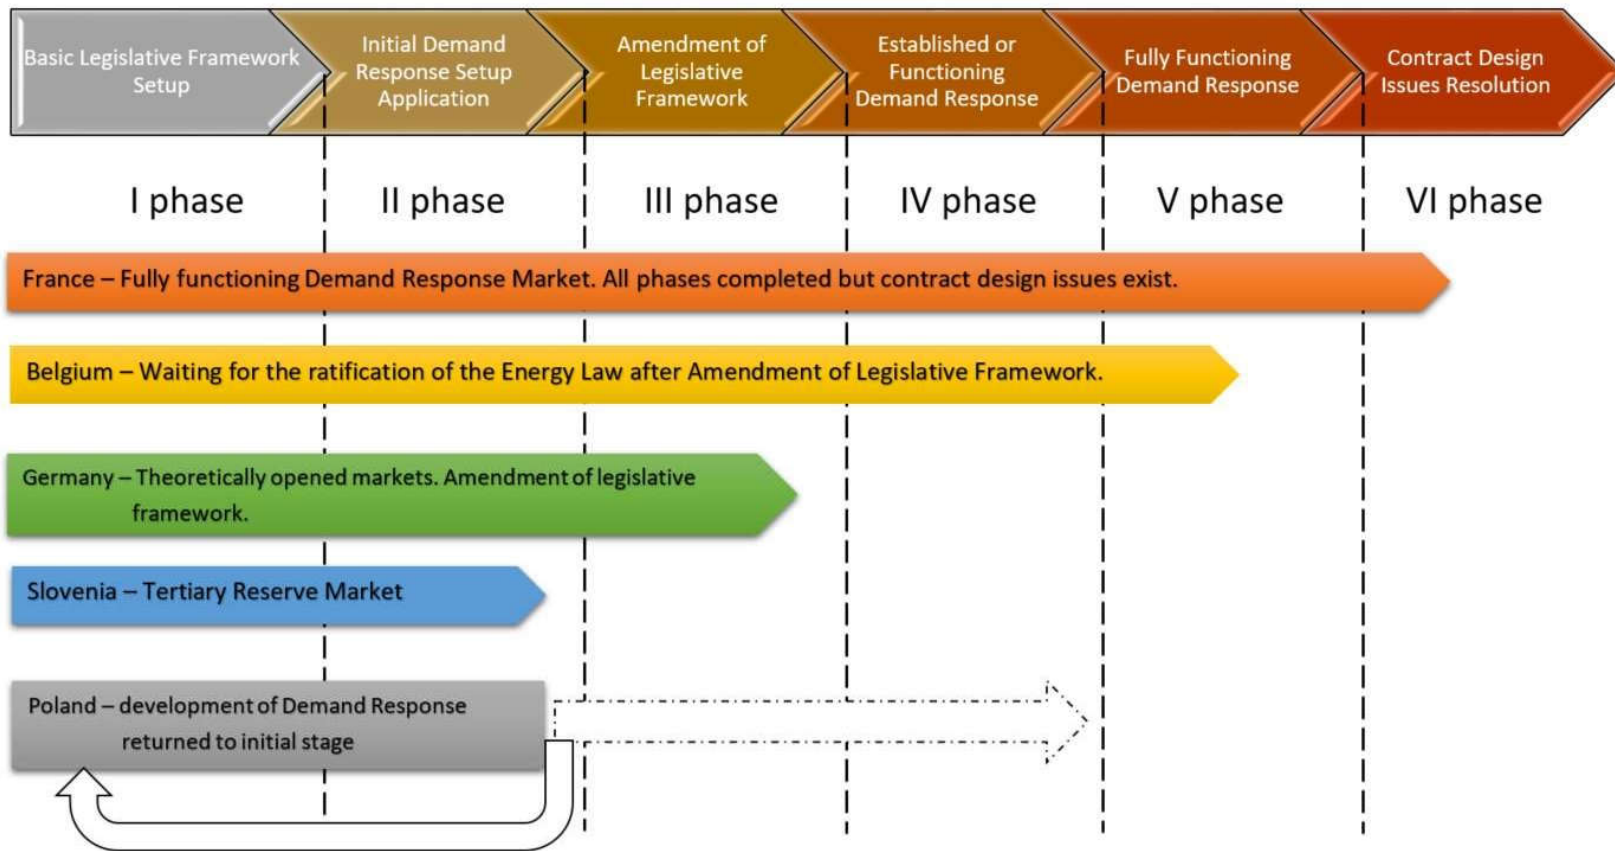 Basic Legislative Framework
Setup
Initial Demand
Response Setup
Application
Amendment of
Legislative
Framework
Established or
Functioning
Demand Response
Fully Functioning
Demand Response
Contract Design
Issues Resolution
I phase
II phase
III phase
IV phase
V phase
VI phase
France – Fully functioning Demand Response Market. All phases completed but contract design issues exist.
Belgium – Waiting for the ratification of the Energy Law after Amendment of Legislative Framework.
Germany – Theoretically opened markets. Amendment of legislative
framework.
Slovenia – Tertiary Reserve Market
Poland – development of Demand Response
returned to initial stage